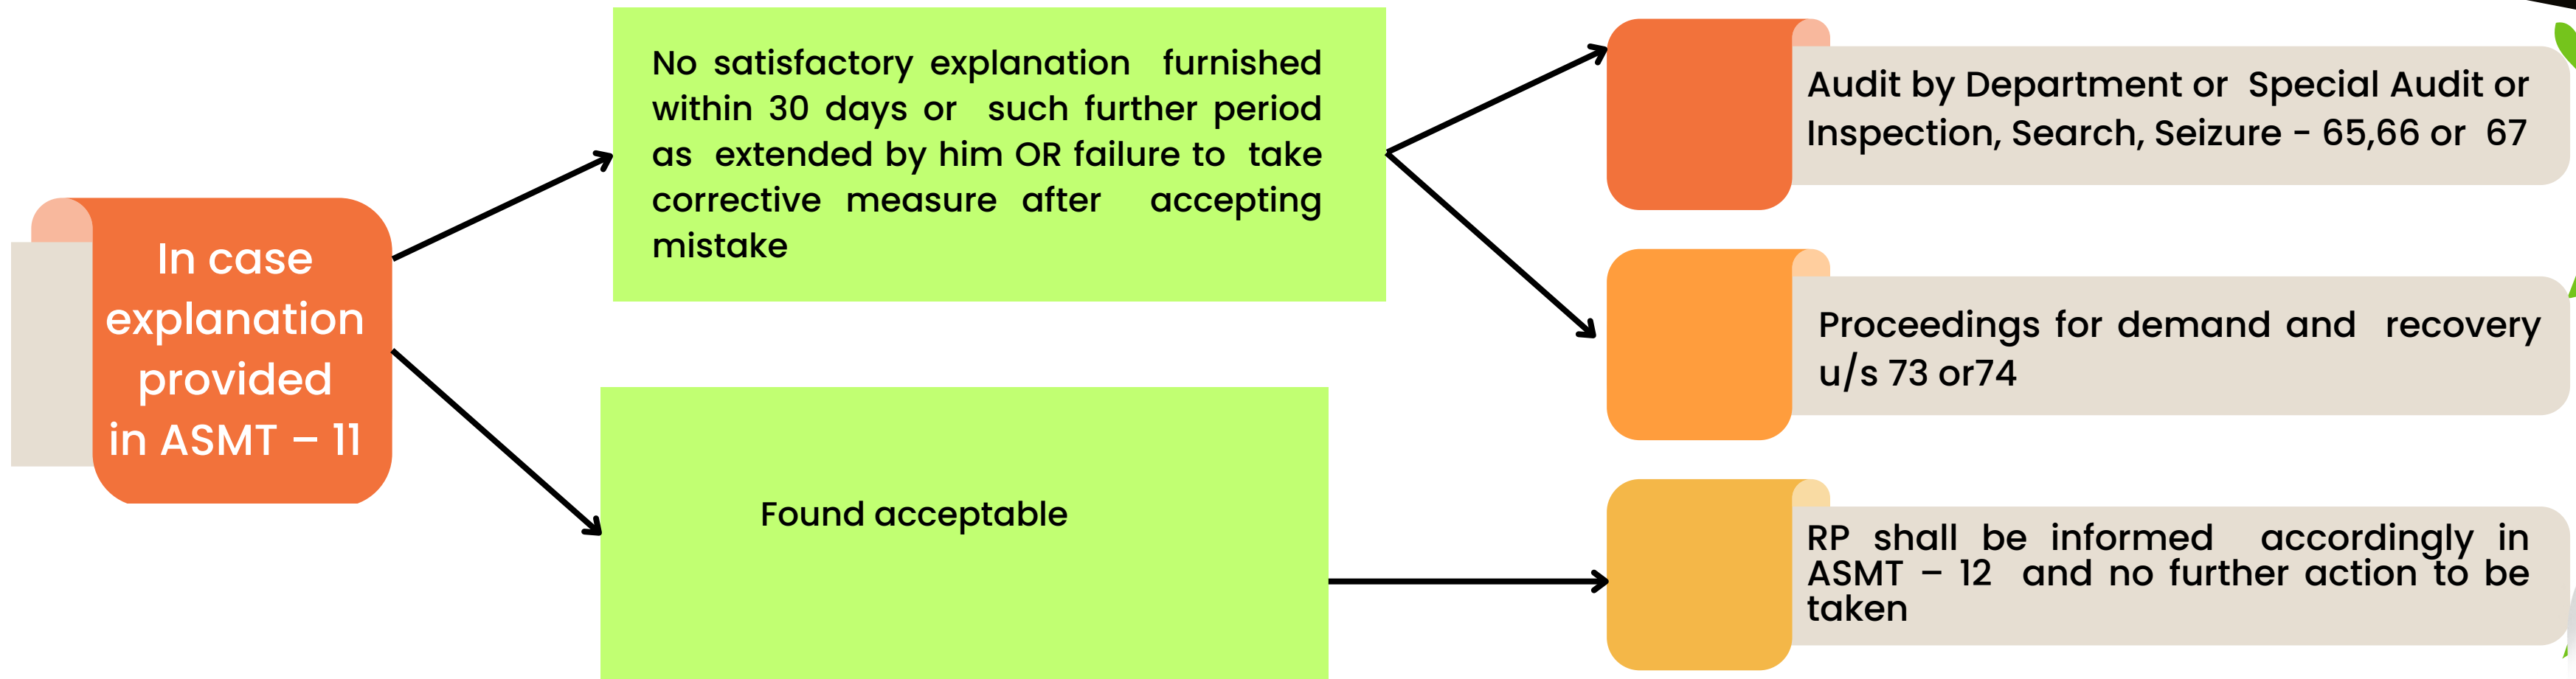 In case
explanation
provided
in ASMT – 11
No satisfactory explanation furnished
within 30 days or such further period
as extended by him OR failure to take
corrective measure after accepting
mistake
Found acceptable
Audit by Department or Special Audit or
Inspection, Search, Seizure - 65,66 or 67
Proceedings for demand and recovery
u/s 73 or74
RP shall be informed accordingly in
ASMT – 12 and no further action to be
taken